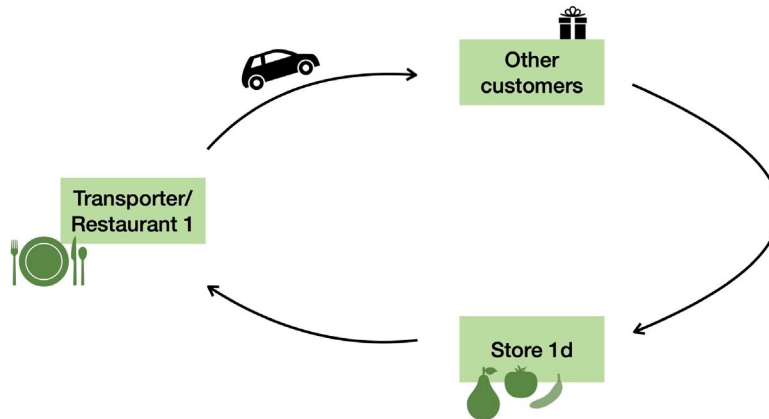 Other
customers
Transporter/
Restaurant 1
Store 1d